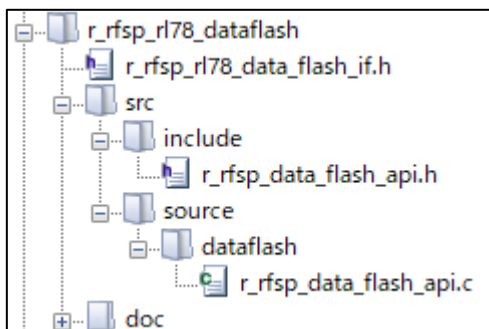 r_rfsp_rl78_dataflash
r_rfsp_rl78_data_flash_if.h
src
include
r_rfsp_data_flash_api.h
source
dataflash
r_rfsp_data_flash_api.c
doc